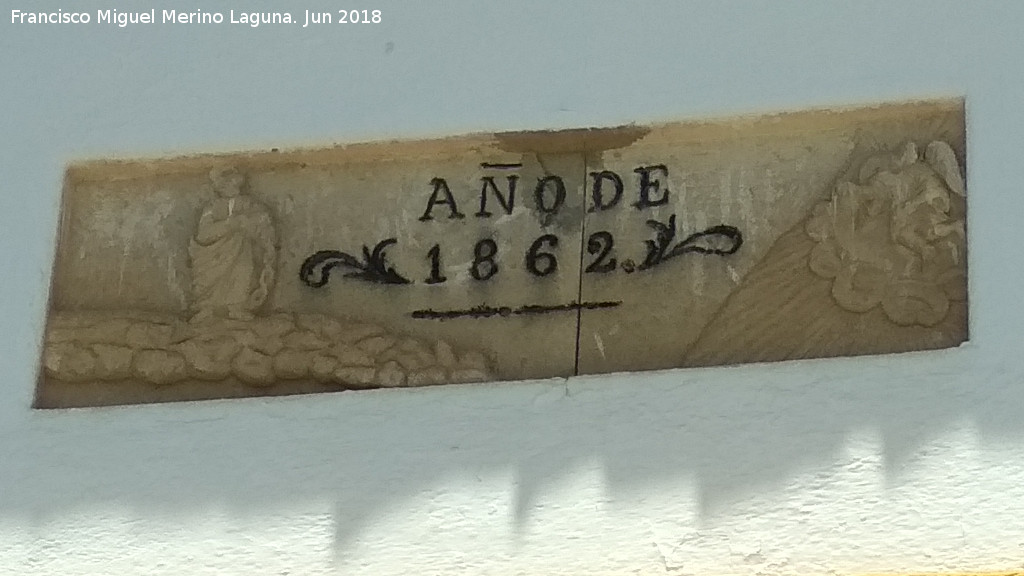 Francisco Miguel Merino Laguna. Jun 2018
AÑO DE
1862.